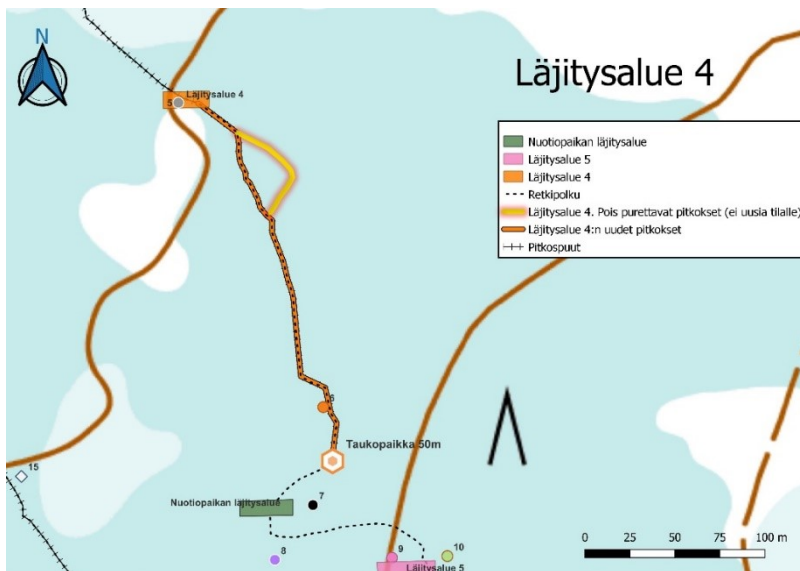 N
Läjitysalue 4
Läjitysalue 4
5
Nuotiopaikan läjitysalue
Läjitysalue 5
Läjitysalue 4
Retkipolku
Läjitysalue 4. Pois purettavat pitkokset (ei uusia tilalle)
Läjitysalue 4:n uudet pitkokset
Pitkospuut
6
Taukopaikka 50m
15
Nuotiopaikan läjitysalue
7
8
9
10
Läjitysalue 5
0 25 50 75 100 m